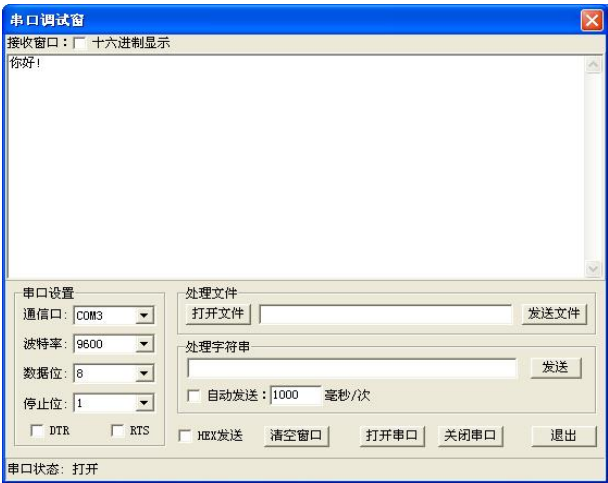 串口调试窗
接收窗口： 十六进制显示
你好!
串口设置
通信口: COM3
波特率: 9600
数据位: 8
停止位: 1
DTR RTS
处理文件
打开文件 发送文件
处理字符串
发送
自动发送：1000 毫秒/次
HEX发送 清空窗口 打开串口 关闭串口 退出
串口状态: 打开